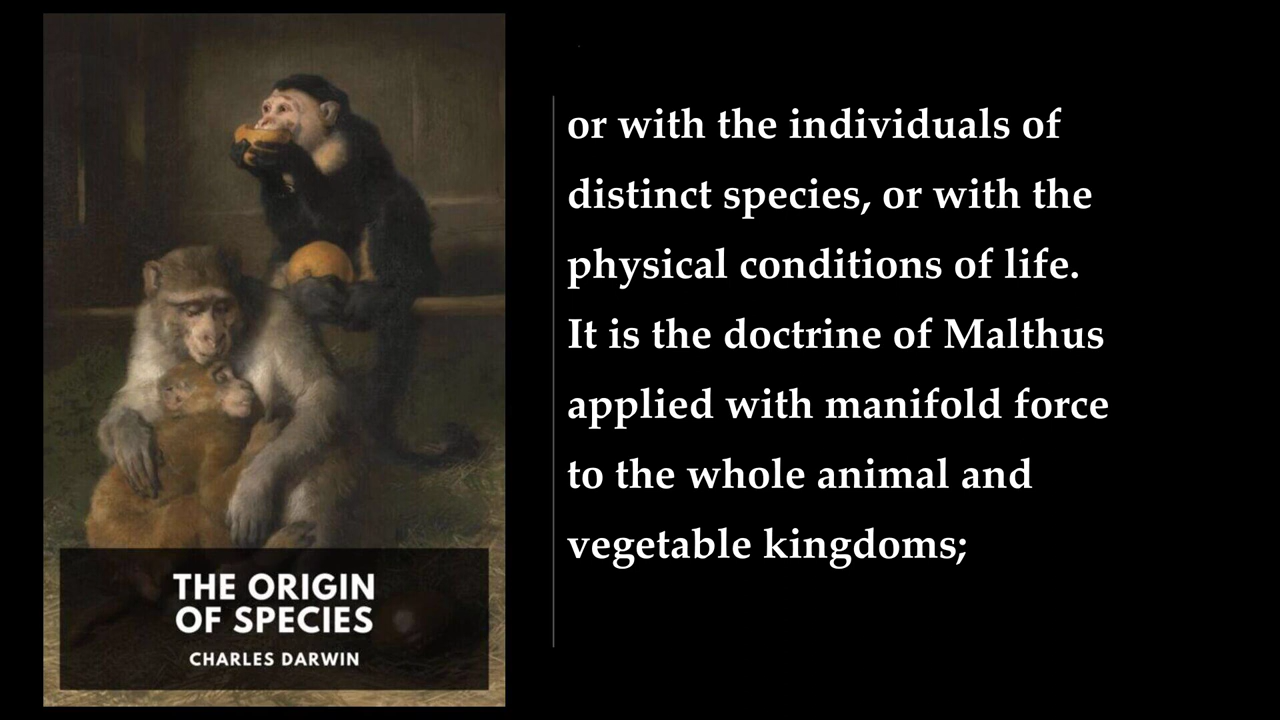 THE ORIGIN
OF SPECIES
CHARLES DARWIN
or with the individuals of
distinct species, or with the
physical conditions of life.
It is the doctrine of Malthus
applied with manifold force
to the whole animal and
vegetable kingdoms;